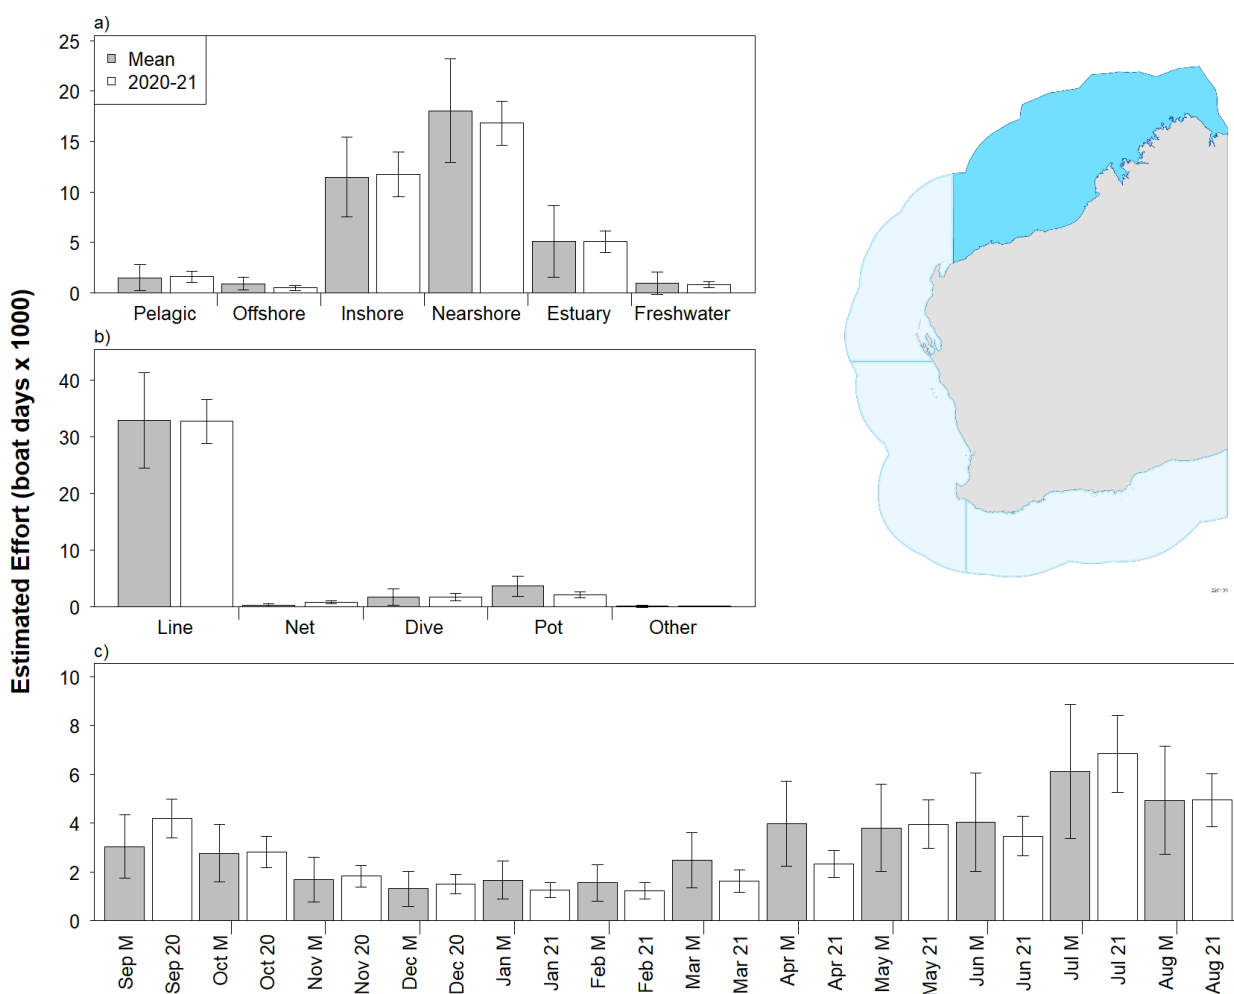 a)
25
20
15
10
5
0
Mean
2020-21
Pelagic Offshore Inshore Nearshore Estuary Freshwater
b)
40
30
20
10
0
Line Net Dive Pot Other
c)
10
8
6
4
2
0
Sep M Sep 20 Oct M Oct 20 Nov M Nov 20 Dec M Dec 20 Jan M Jan 21 Feb M Feb 21 Mar M Mar 21 Apr M Apr 21 May M May 21 Jun M Jun 21 Jul M Jul 21 Aug M Aug 21
Estimated Effort (boat days x 1000)